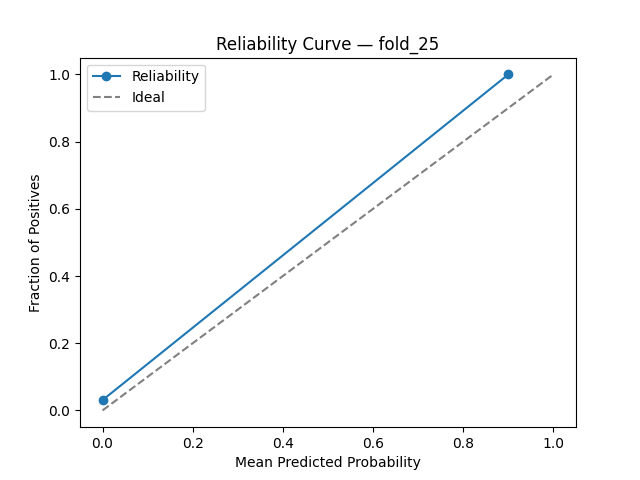 Reliability Curve — fold_25
Reliability
Ideal
Fraction of Positives
1.0
0.8
0.6
0.4
0.2
0.0
0.0 0.2 0.4 0.6 0.8 1.0
Mean Predicted Probability